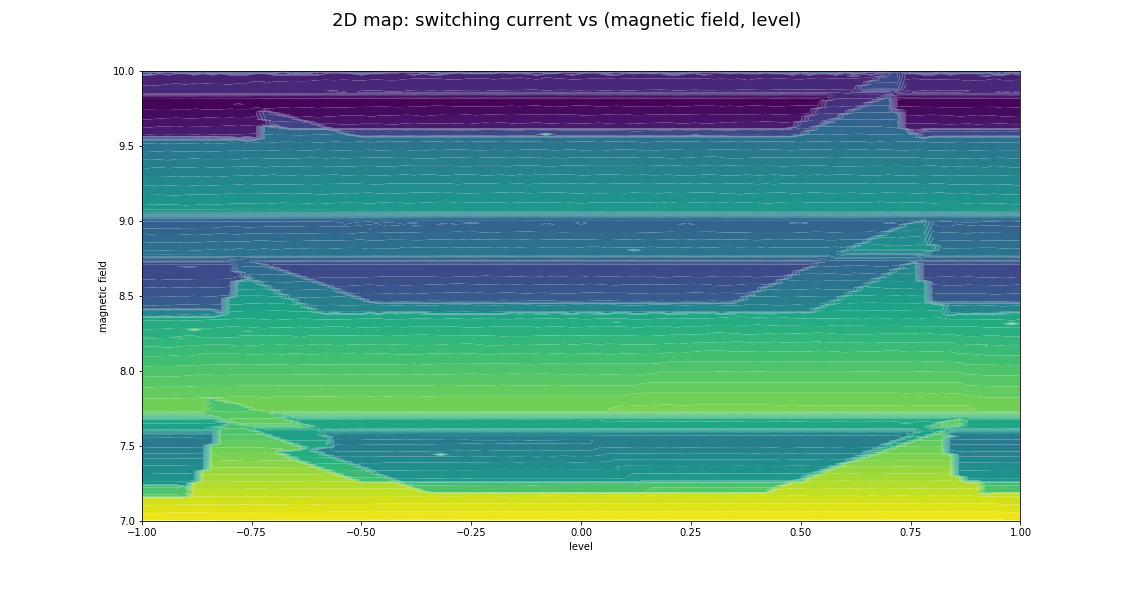 2D map: switching current vs (magnetic field, level)
10.0
9.5
9.0
8.5
8.0
7.5
7.0
magnetic field
−1.00 −0.75 −0.50 −0.25 0.00 0.25 0.50 0.75 1.00
level